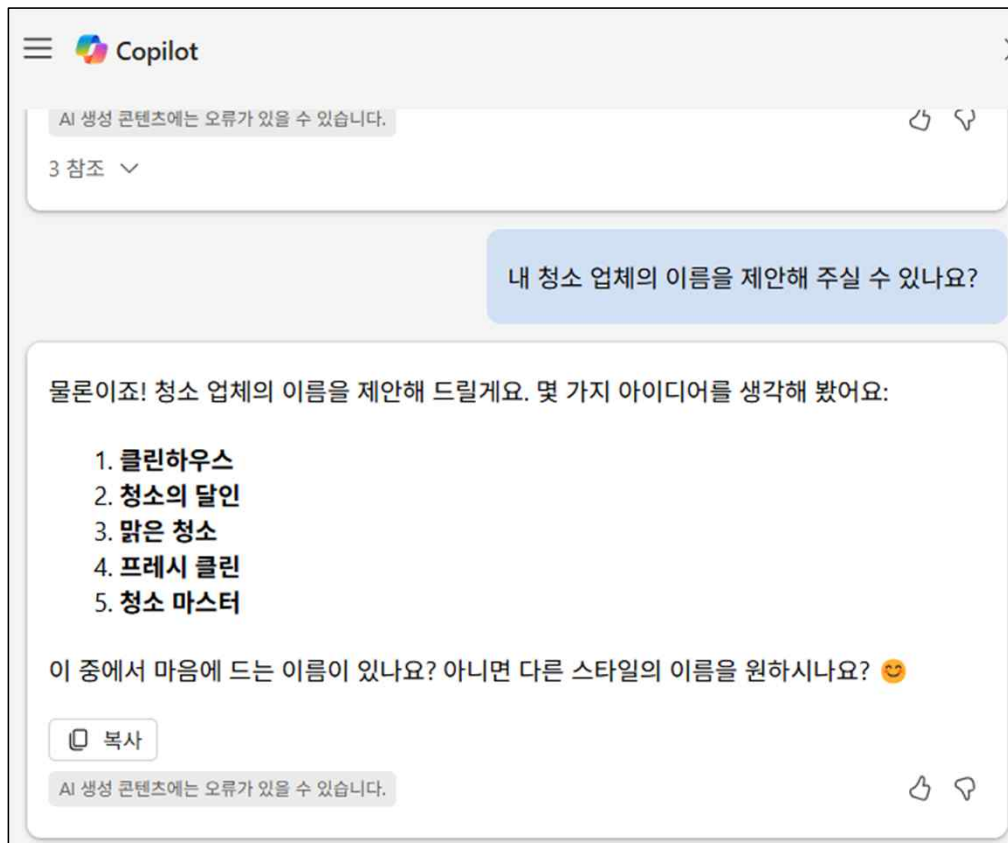 Copilot
AI 생성 콘텐츠에는 오류가 있을 수 있습니다.
3 참조
내 청소 업체의 이름을 제안해 주실 수 있나요?
물론이죠! 청소 업체의 이름을 제안해 드릴게요. 몇 가지 아이디어를 생각해 봤어요:
1. 클린하우스
2. 청소의 달인
3. 맑은 청소
4. 프레시 클린
5. 청소 마스터
이 중에서 마음에 드는 이름이 있나요? 아니면 다른 스타일의 이름을 원하시나요? 😊
복사
AI 생성 콘텐츠에는 오류가 있을 수 있습니다.